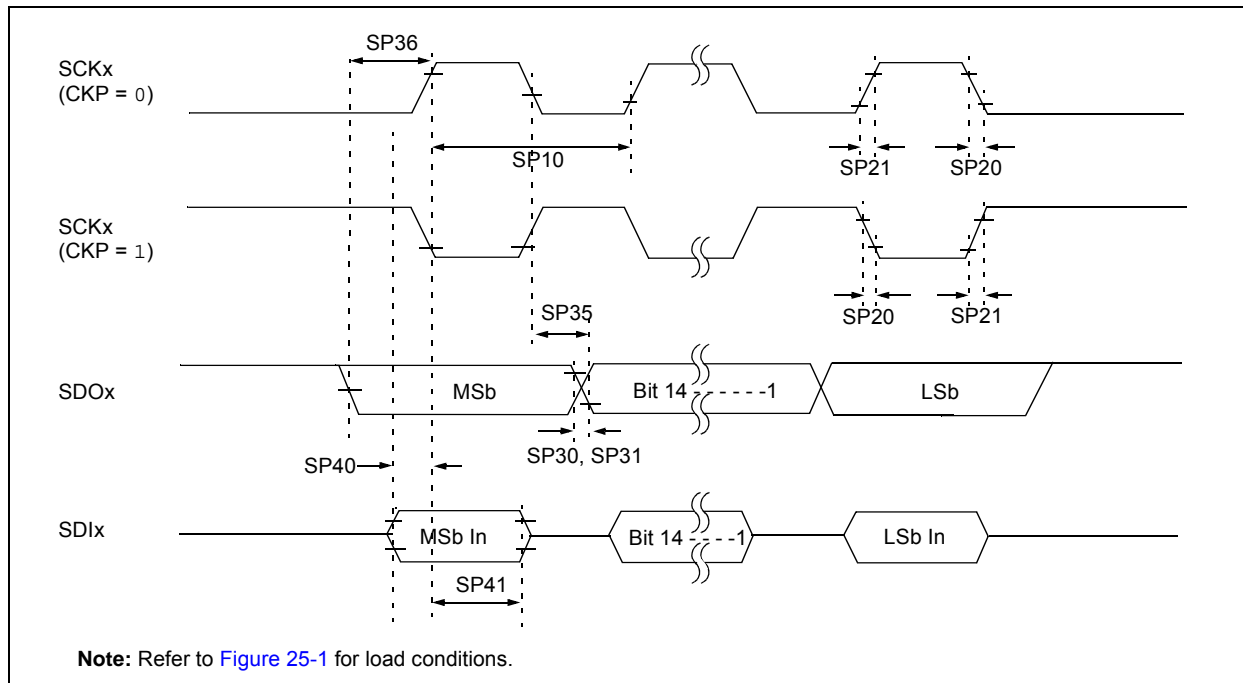 SP36
SCKx
(CKP = 0)
SP10
SP21
SP20
SCKx
(CKP = 1)
SP35
SP20
SP21
SDOx
MSb
Bit 14 - - - - - -1
LSb
SP40
SP30, SP31
SDIx
MSb In
Bit 14 - - - -1
LSb In
SP41
Note: Refer to Figure 25-1 for load conditions.